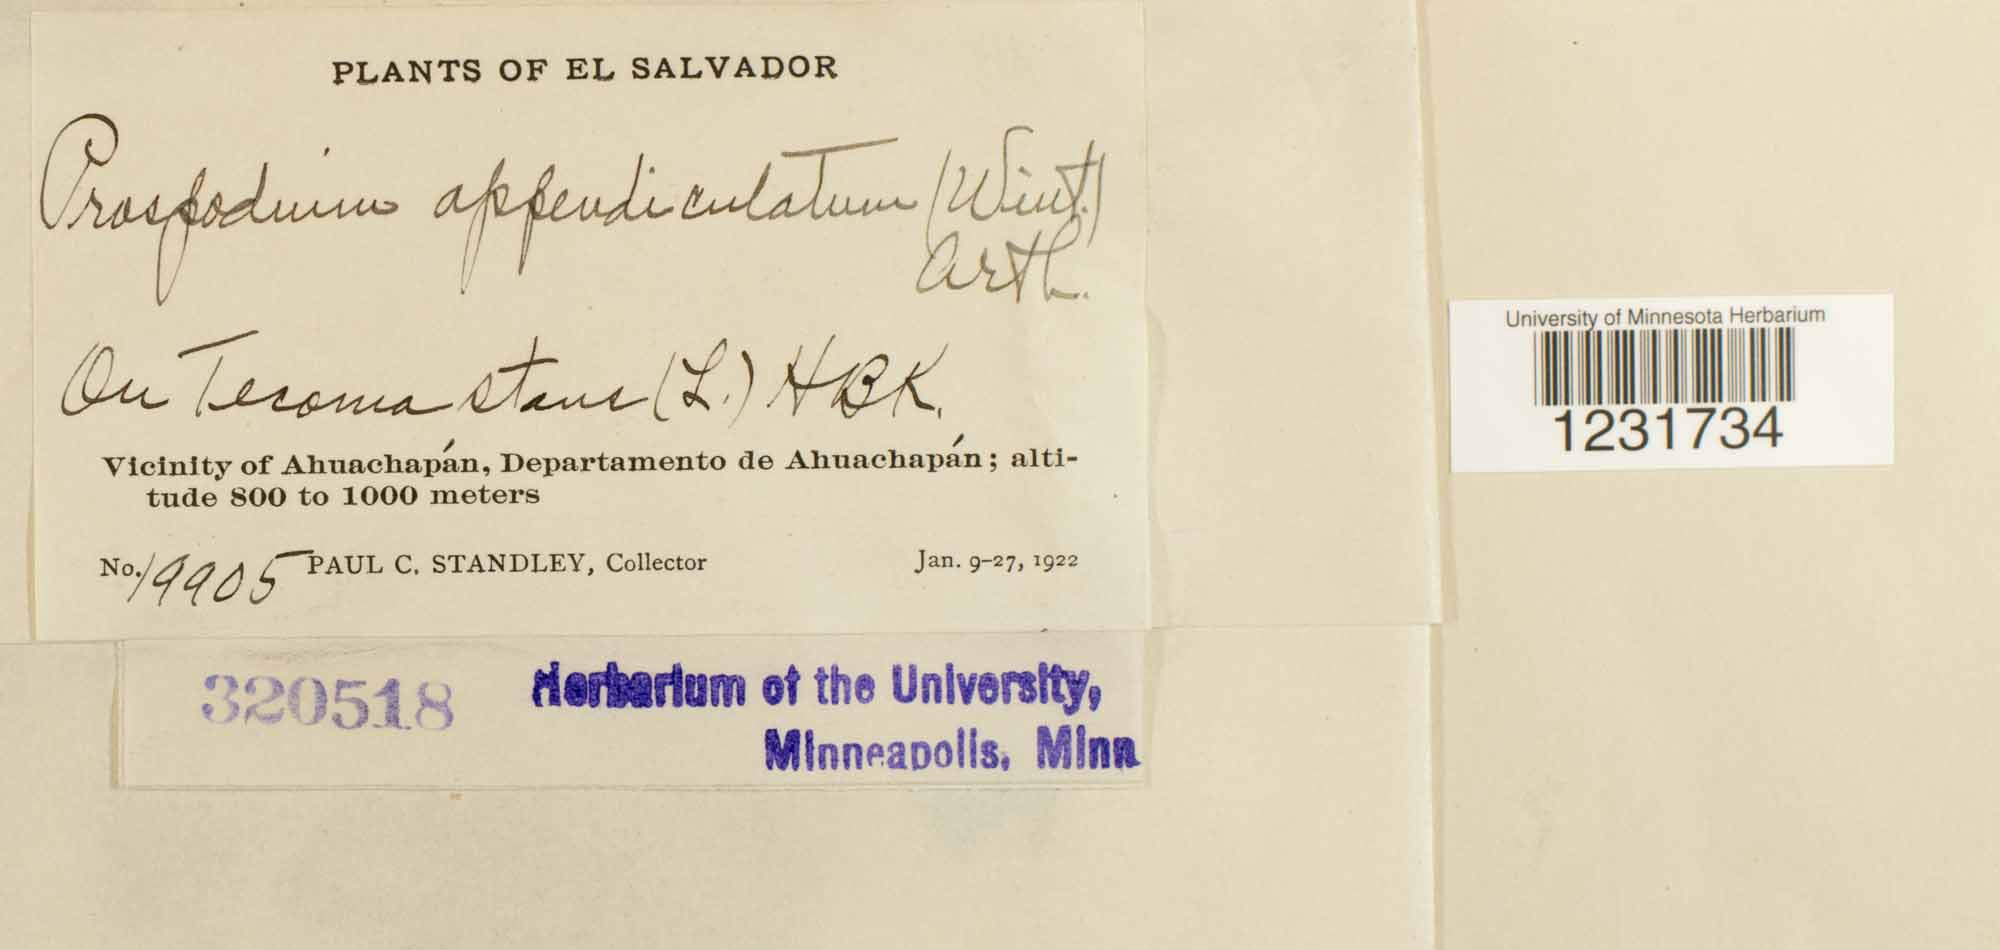 PLANTS OF EL SALVADOR
Prospodium appendiculatum (Wint.)
Arth.
On Tecoma stans (L.) HBK.
Vicinity of Ahuachapán, Departamento de Ahuachapán; alti-
tude 800 to 1000 meters
No. 19905 PAUL C. STANDLEY, Collector Jan. 9-27, 1922
320518 Herbarium of the University,
Minneapolis, Minn
University of Minnesota Herbarium
1231734